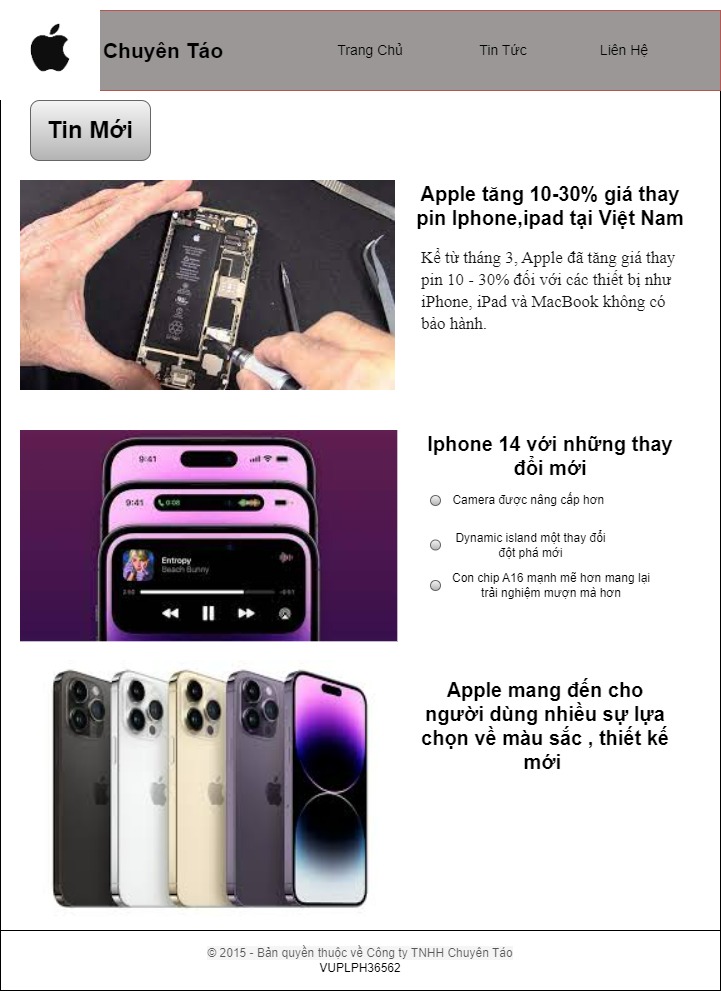 Chuyên Táo
Trang Chủ
Tin Tức
Liên Hệ
Tin Mới
Apple tăng 10-30% giá thay
pin Iphone,ipad tại Việt Nam
Kể từ tháng 3, Apple đã tăng giá thay
pin 10 - 30% đối với các thiết bị như
iPhone, iPad và MacBook không có
bảo hành.
9:41
9:41
0:08
Entropy
Beach Bunny
Iphone 14 với những thay
đổi mới
Camera được nâng cấp hơn
Dynamic island một thay đổi
đột phá mới
Con chip A16 mạnh mẽ hơn mang lại
trải nghiệm mượn mà hơn
Apple mang đến cho
người dùng nhiều sự lựa
chọn về màu sắc , thiết kế
mới
© 2015 - Bản quyền thuộc về Công ty TNHH Chuyên Táo
VUPLPH36562